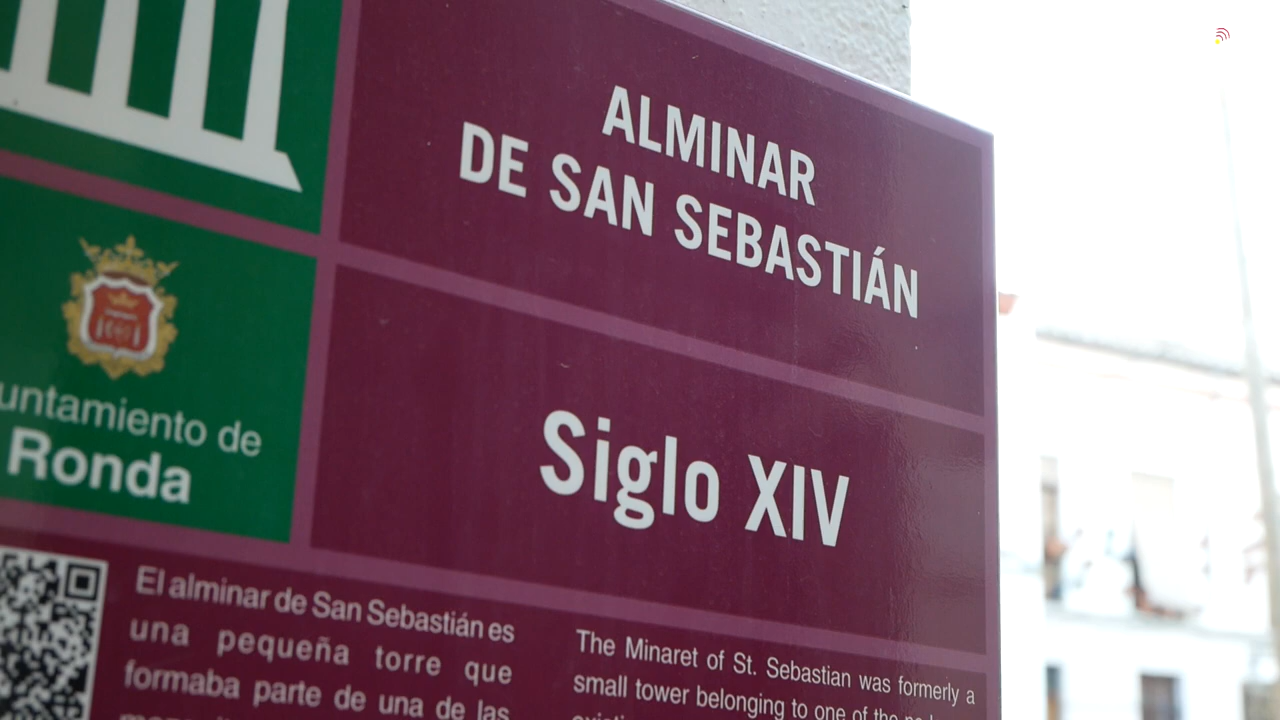 ALMINAR
DE SAN SEBASTIÁN
Siglo XIV
untamiento de
Ronda
El alminar de San Sebastián es
una pequeña torre que
formaba parte de una de las
The Minaret of St. Sebastian was formerly a
small tower belonging to one of the